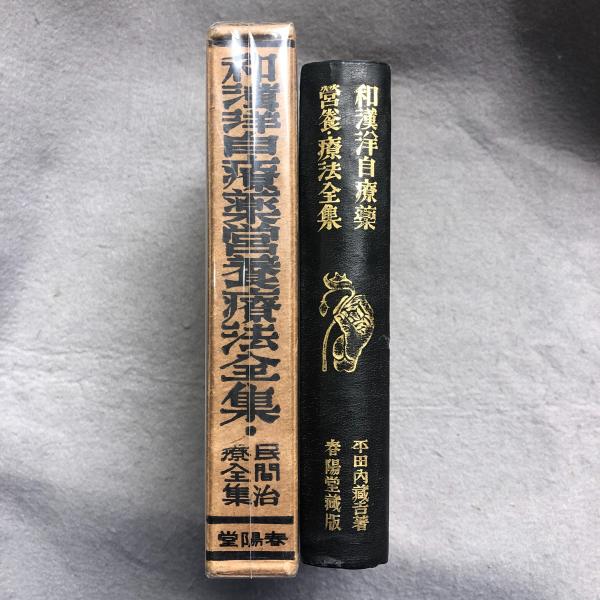 和漢洋自療薬営養療法全集・
民間治
療全集
春陽堂
和漢洋自療薬
営養・療法全集
平田内蔵吉著
春陽堂蔵版